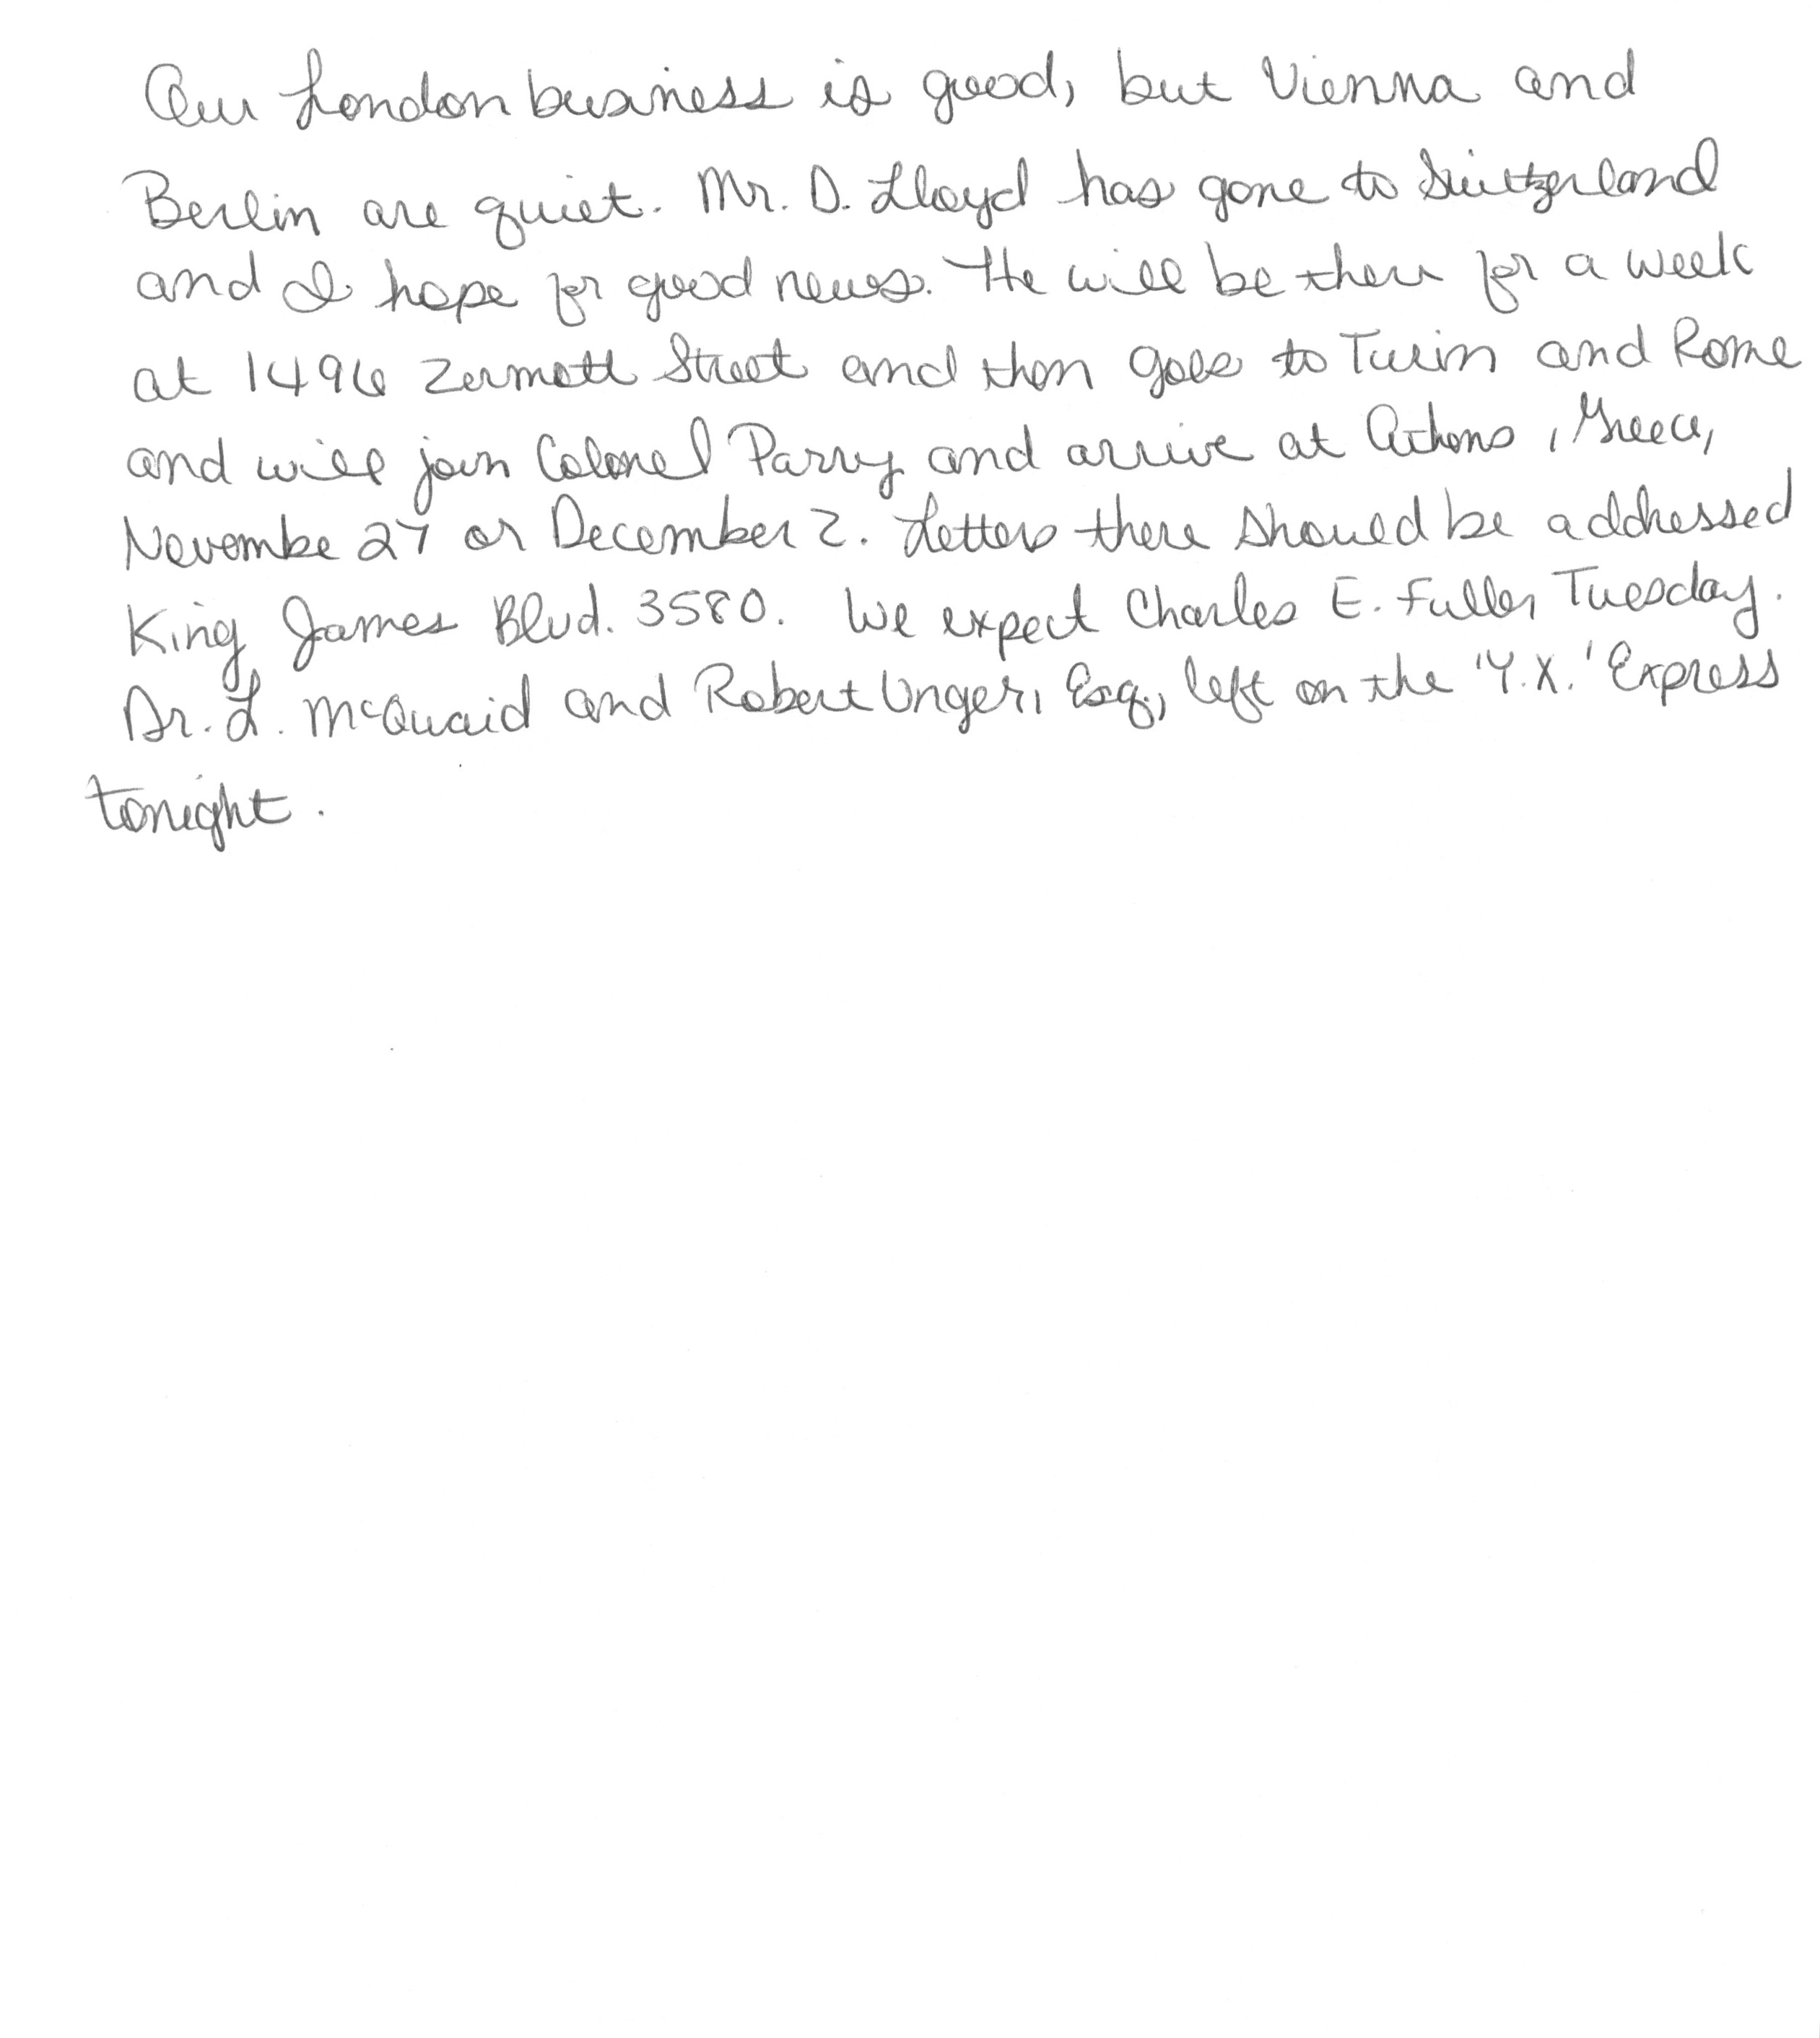 Our London business is good, but Vienna and
Berlin are quiet. Mr. D. Lloyd has gone to Switzerland
and I hope for good news. He will be there for a week
at 1496 Zermott Street and then goes to Turin and Rome
and will join Colonel Parry and arrive at Athens, Greece,
Novembe 27 or December 2. Letters there should be addressed
King James Blvd. 3580. We expect Charles E. Fuller Tuesday.
Dr. L. McQuaid and Robert Unger, Esq., left on the 'Y.X.' Express
tonight.